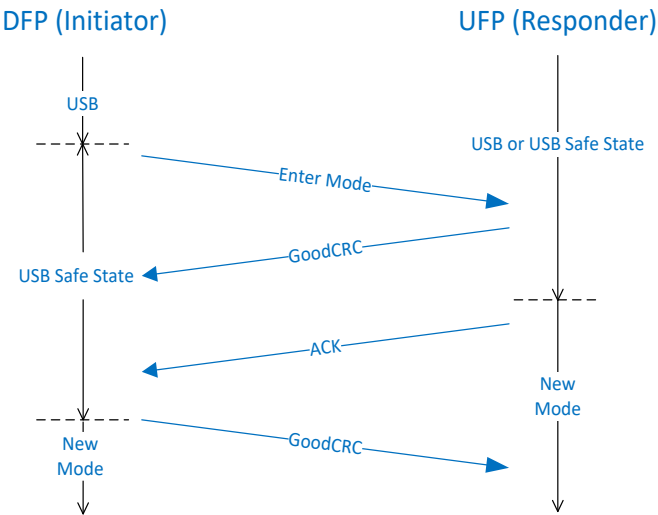 DFP (Initiator)
UFP (Responder)
USB
USB or USB Safe State
Enter Mode
GoodCRC
USB Safe State
ACK
New
Mode
GoodCRC
New
Mode